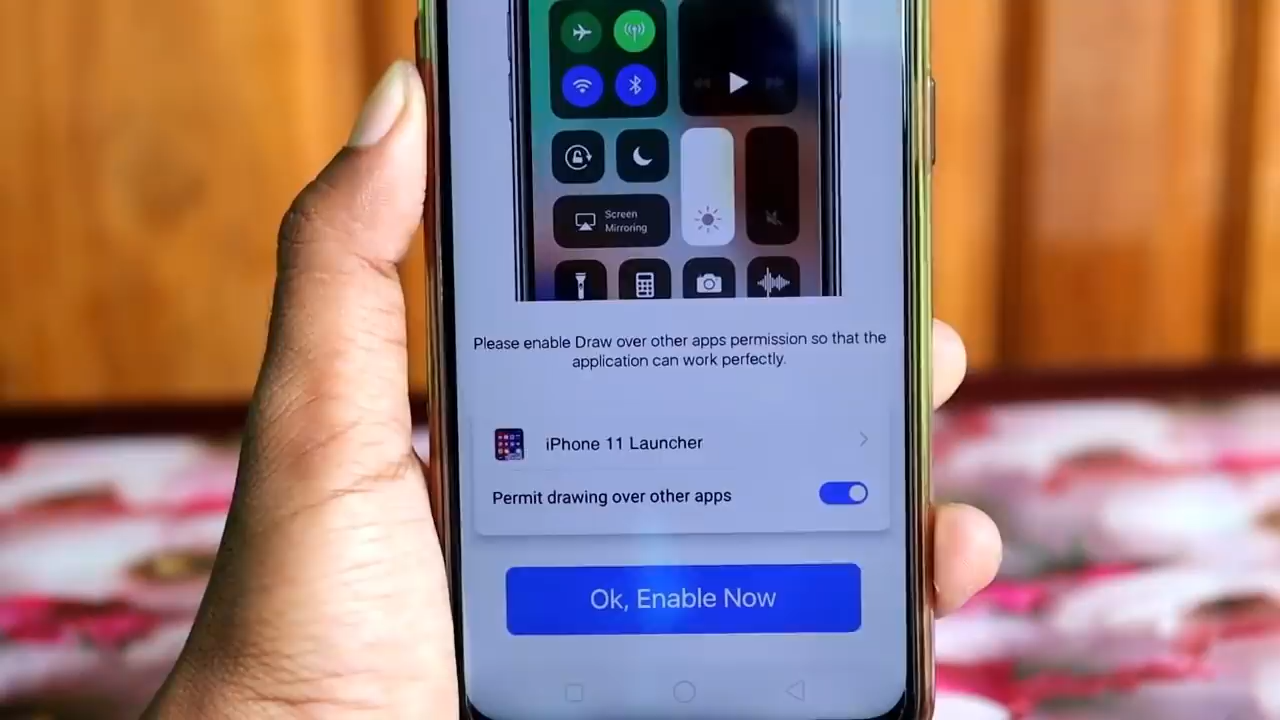 Screen
Mirroring
Please enable Draw over other apps permission so that the
application can work perfectly.
iPhone 11 Launcher
Permit drawing over other apps
Ok, Enable Now